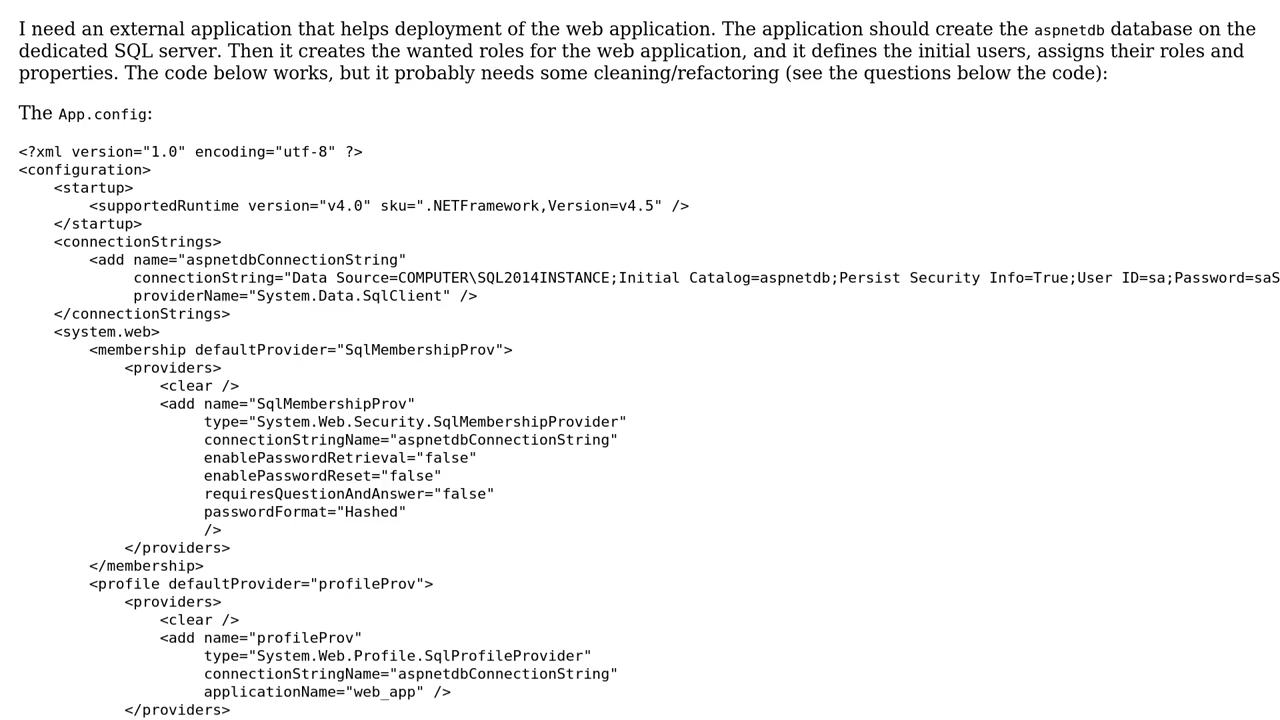 I need an external application that helps deployment of the web application. The application should create the aspnetdb database on the
dedicated SQL server. Then it creates the wanted roles for the web application, and it defines the initial users, assigns their roles and
properties. The code below works, but it probably needs some cleaning/refactoring (see the questions below the code):
The App.config:
<?xml version="1.0" encoding="utf-8" ?>
<configuration>
    <startup>
        <supportedRuntime version="v4.0" sku=".NETFramework,Version=v4.5" />
    </startup>
    <connectionStrings>
        <add name="aspnetdbConnectionString"
             connectionString="Data Source=COMPUTER\SQL2014INSTANCE;Initial Catalog=aspnetdb;Persist Security Info=True;User ID=sa;Password=saS
             providerName="System.Data.SqlClient" />
    </connectionStrings>
    <system.web>
        <membership defaultProvider="SqlMembershipProv">
            <providers>
                <clear />
                <add name="SqlMembershipProv"
                     type="System.Web.Security.SqlMembershipProvider"
                     connectionStringName="aspnetdbConnectionString"
                     enablePasswordRetrieval="false"
                     enablePasswordReset="false"
                     requiresQuestionAndAnswer="false"
                     passwordFormat="Hashed"
                     />
            </providers>
        </membership>
        <profile defaultProvider="profileProv">
            <providers>
                <clear />
                <add name="profileProv"
                     type="System.Web.Profile.SqlProfileProvider"
                     connectionStringName="aspnetdbConnectionString"
                     applicationName="web_app" />
            </providers>